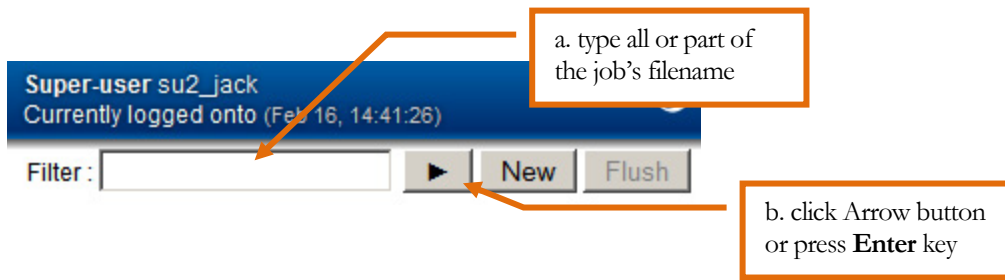 a. type all or part of
the job’s filename
Super-user su2_jack
Currently logged onto (Feb 16, 14:41:26)
Filter :
New
Flush
b. click Arrow button
or press Enter key